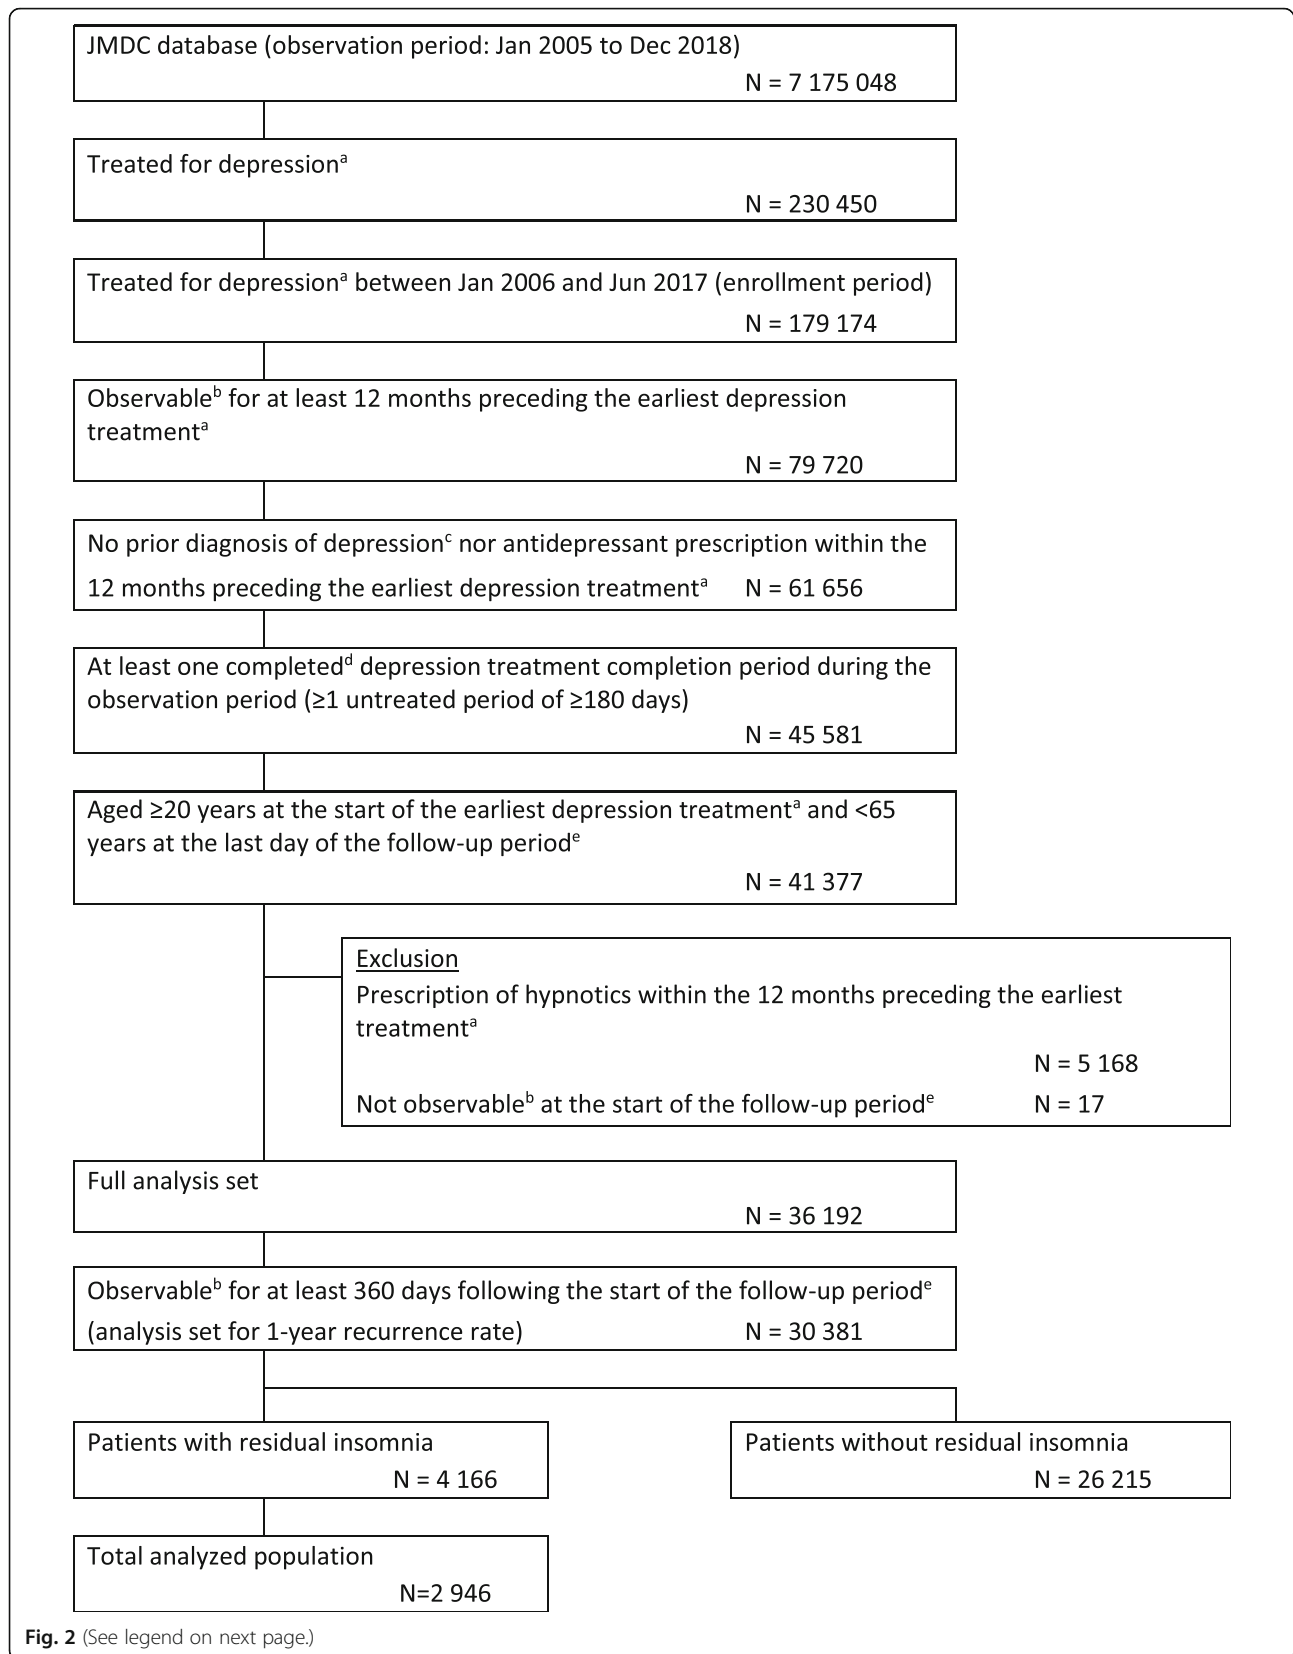 JMDC database (observation period: Jan 2005 to Dec 2018)
N = 7 175 048
Treated for depressionᵃ
N = 230 450
Treated for depressionᵃ between Jan 2006 and Jun 2017 (enrollment period)
N = 179 174
Observableᵇ for at least 12 months preceding the earliest depression
treatmentᵃ
N = 79 720
No prior diagnosis of depressionᶜ nor antidepressant prescription within the
12 months preceding the earliest depression treatmentᵃ N = 61 656
At least one completedᵈ depression treatment completion period during the
observation period (≥1 untreated period of ≥180 days)
N = 45 581
Aged ≥20 years at the start of the earliest depression treatmentᵃ and <65
years at the last day of the follow-up periodᵉ
N = 41 377
Exclusion
Prescription of hypnotics within the 12 months preceding the earliest
treatmentᵃ
N = 5 168
Not observableᵇ at the start of the follow-up periodᵉ N = 17
Full analysis set
N = 36 192
Observableᵇ for at least 360 days following the start of the follow-up periodᵉ
(analysis set for 1-year recurrence rate) N = 30 381
Patients with residual insomnia
N = 4 166
Patients without residual insomnia
N = 26 215
Total analyzed population
N=2 946
Fig. 2 (See legend on next page.)